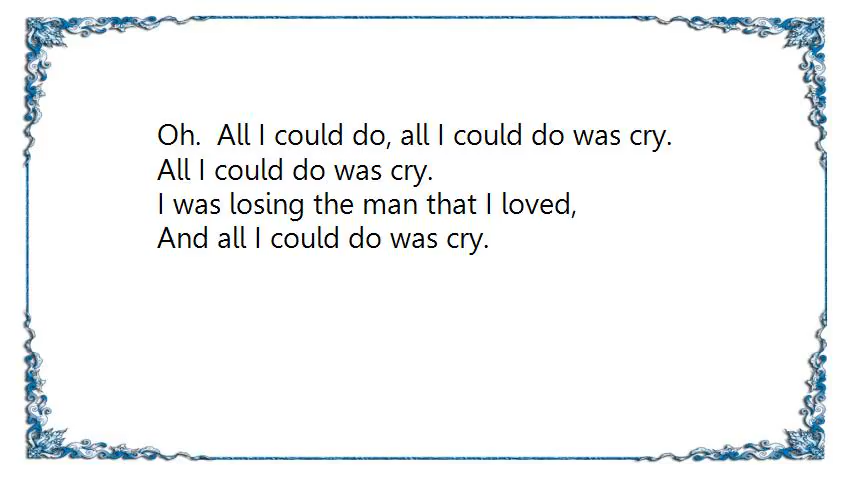 Oh.  All I could do, all I could do was cry.
All I could do was cry.
I was losing the man that I loved,
And all I could do was cry.